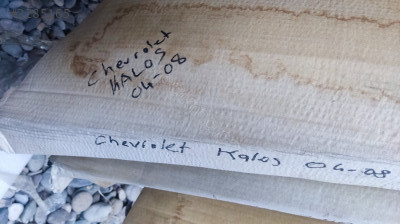 Chevrolet
KALOS
04-08
Chevrolet Kalos 04-08